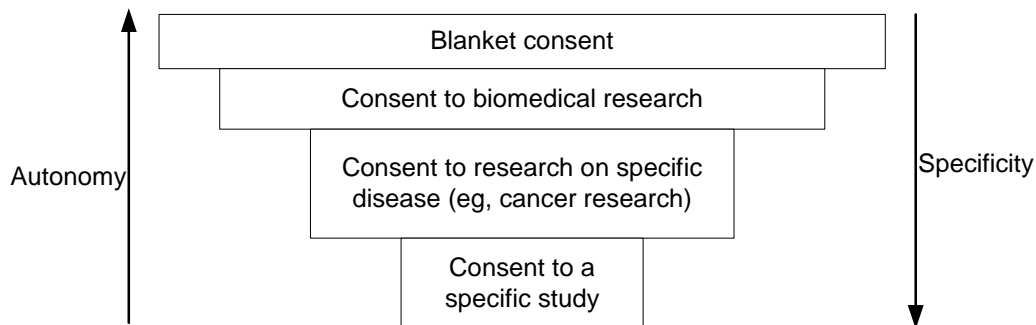 Blanket consent
Consent to biomedical research
Consent to research on specific
disease (eg, cancer research)
Autonomy
Specificity
Consent to a
specific study